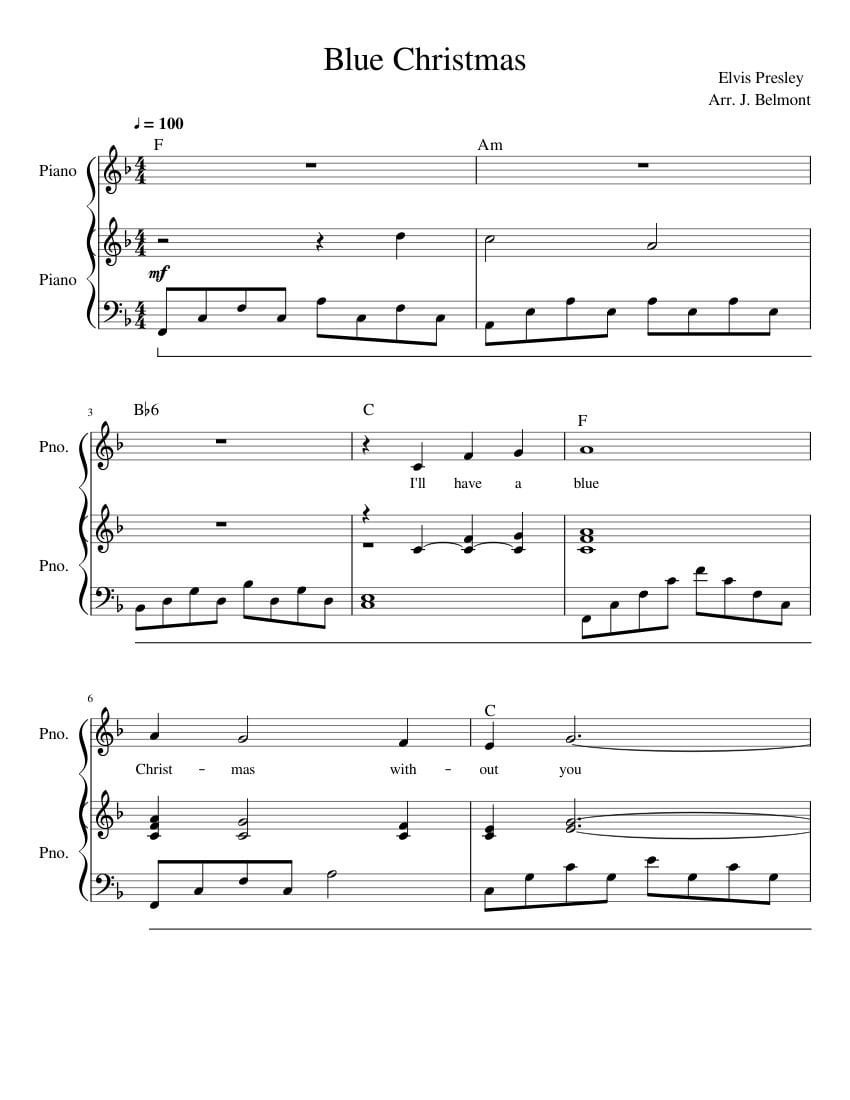 Blue Christmas
Elvis Presley
Arr. J. Belmont
♩ = 100
F Am
Piano
Piano
mf
3 B♭6 C F
Pno.
I'll have a blue
Pno.
6 C
Pno.
Christ - mas with - out you
Pno.